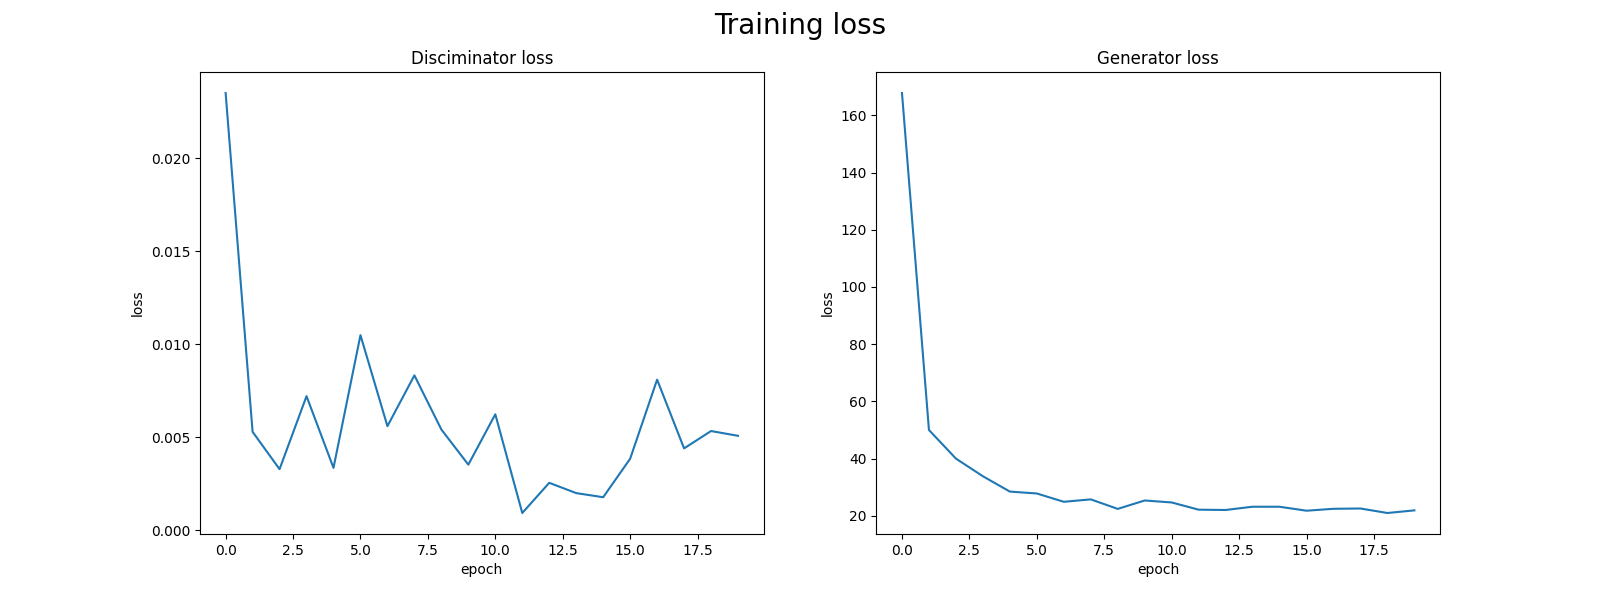 Training loss
Disciminator loss
0.020
0.015
0.010
0.005
0.000
loss
0.0 2.5 5.0 7.5 10.0 12.5 15.0 17.5
epoch
Generator loss
160
140
120
100
80
60
40
20
loss
0.0 2.5 5.0 7.5 10.0 12.5 15.0 17.5
epoch